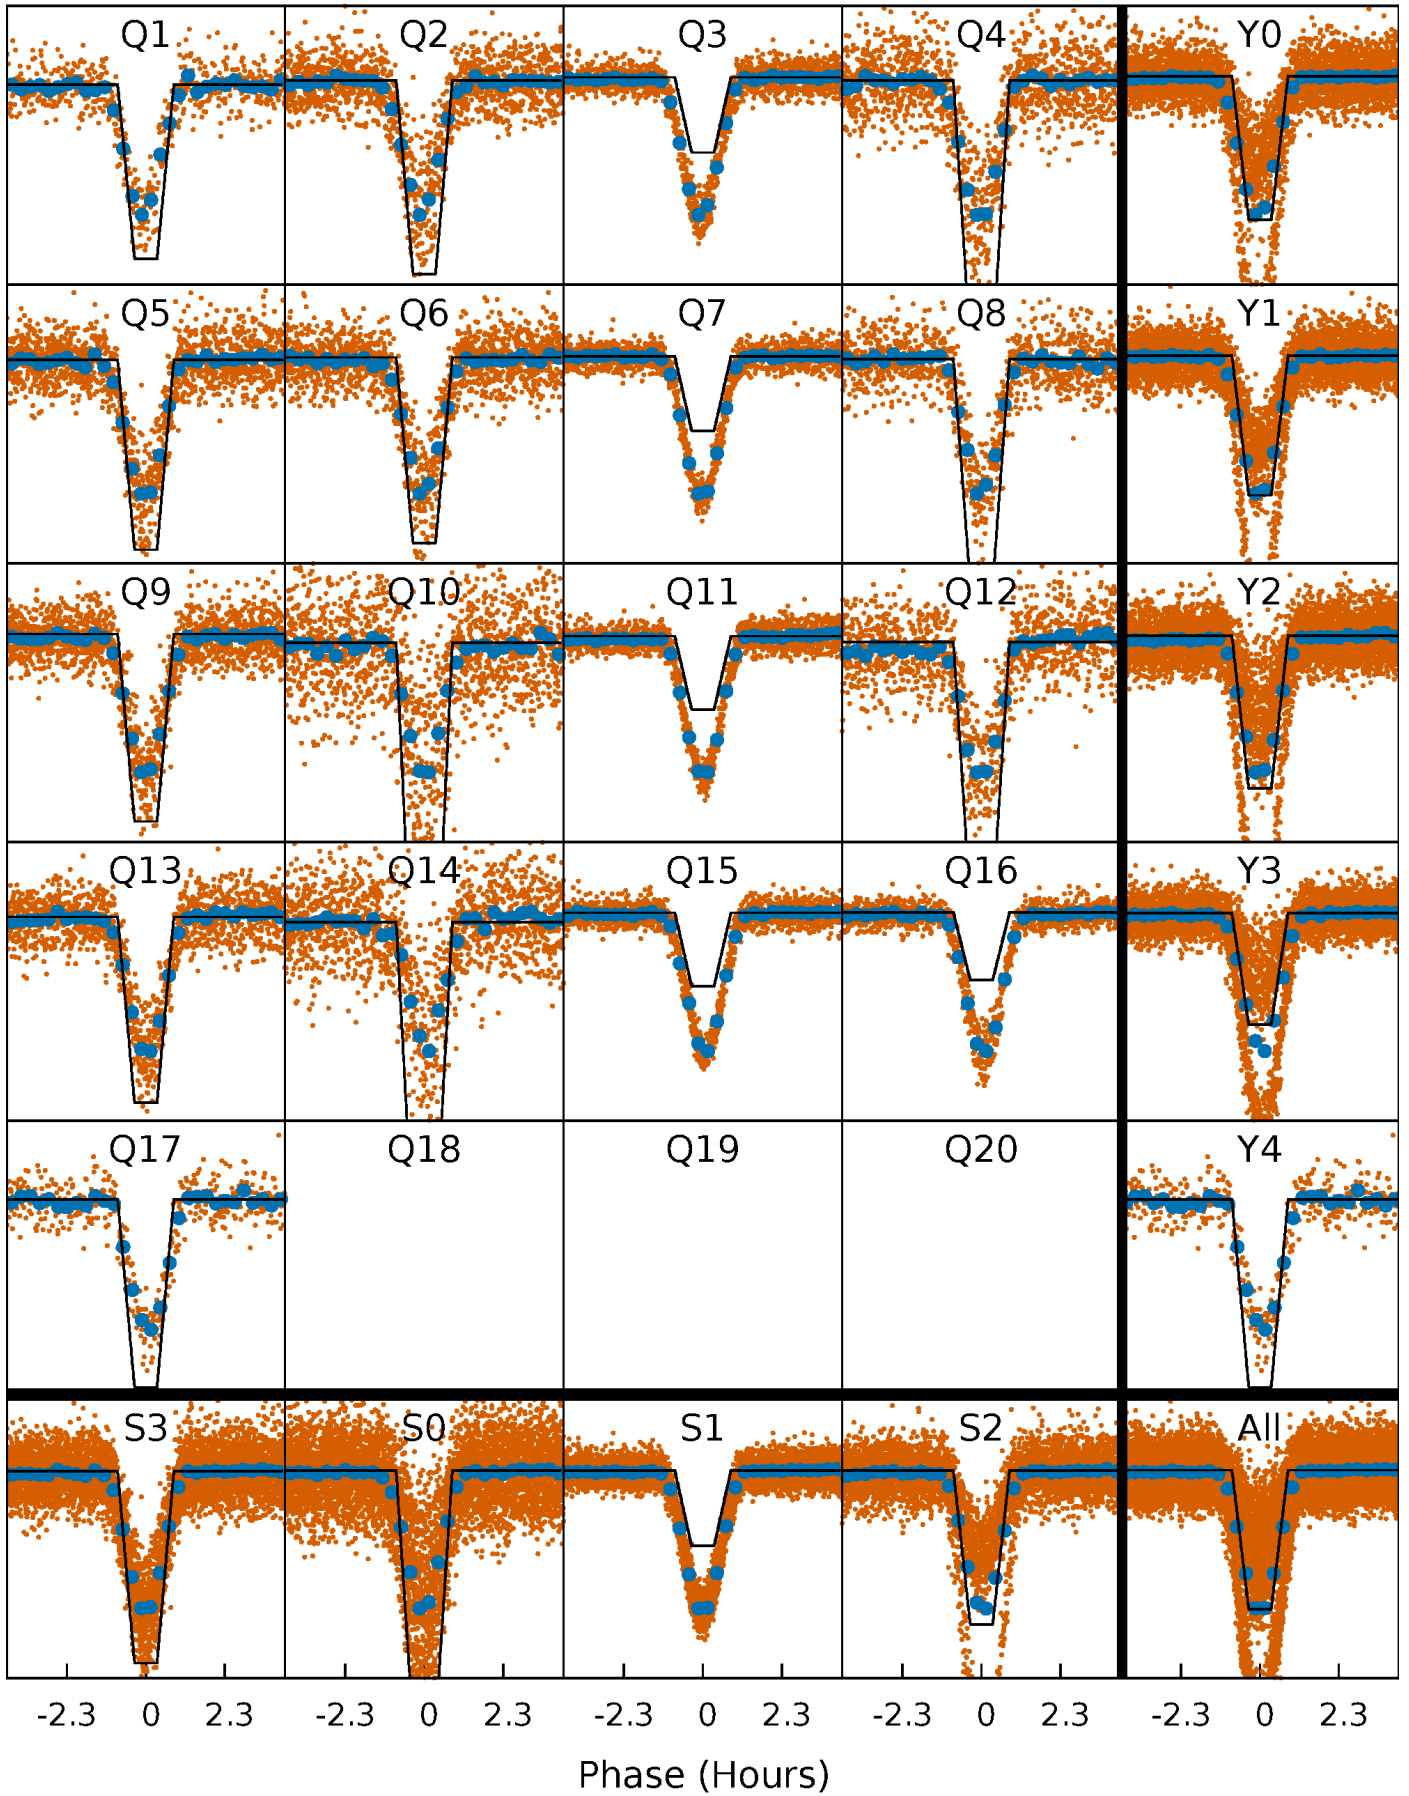 Q1 Q2 Q3 Q4 Y0
Q5 Q6 Q7 Q8 Y1
Q9 Q10 Q11 Q12 Y2
Q13 Q14 Q15 Q16 Y3
Q17 Q18 Q19 Q20 Y4
S3 S0 S1 S2 All
-2.3 0 2.3 -2.3 0 2.3 -2.3 0 2.3 -2.3 0 2.3 -2.3 0 2.3
Phase (Hours)